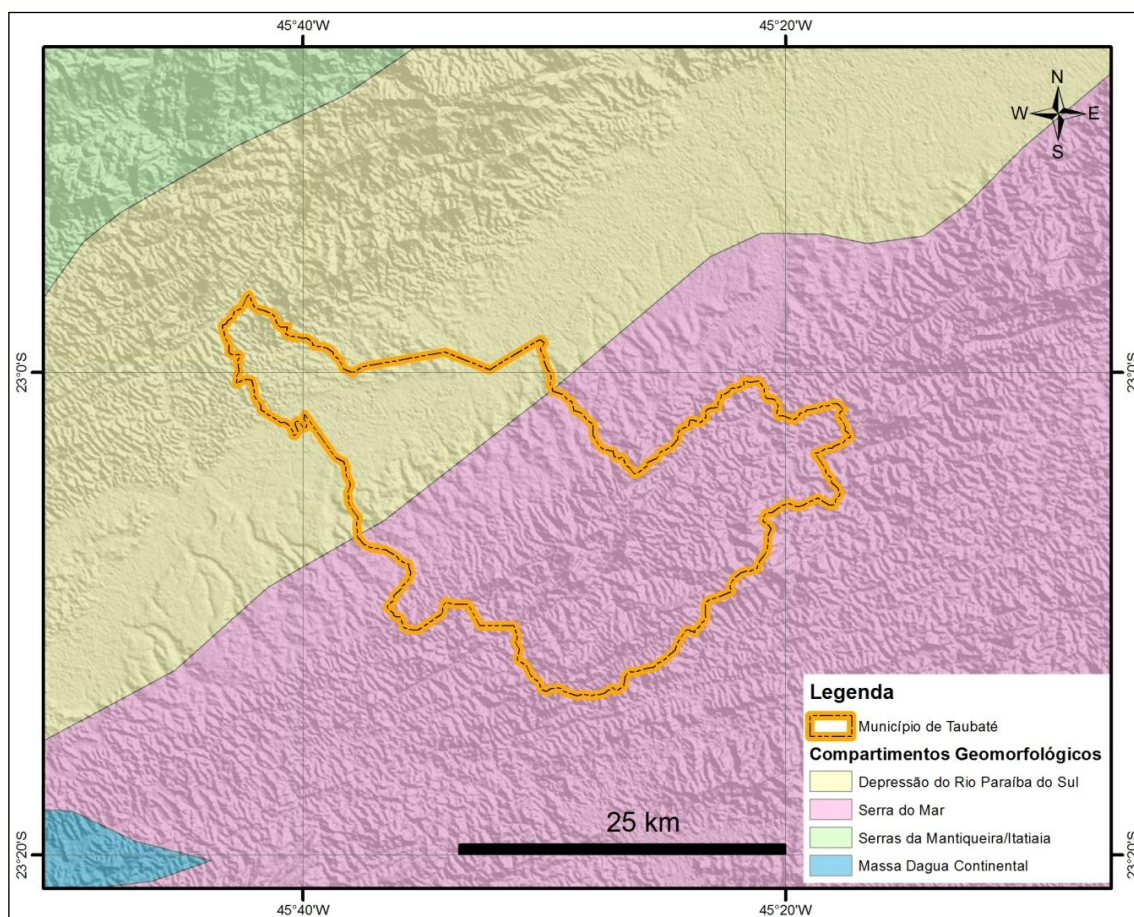 45°40'W
45°20'W
N
W
E
S
23°0'S
23°0'S
25 km
Legenda
Município de Taubaté
Compartimentos Geomorfológicos
Depressão do Rio Paraíba do Sul
Serra do Mar
Serras da Mantiqueira/Itatiaia
Massa Dagua Continental
23°20'S
23°20'S
45°40'W
45°20'W